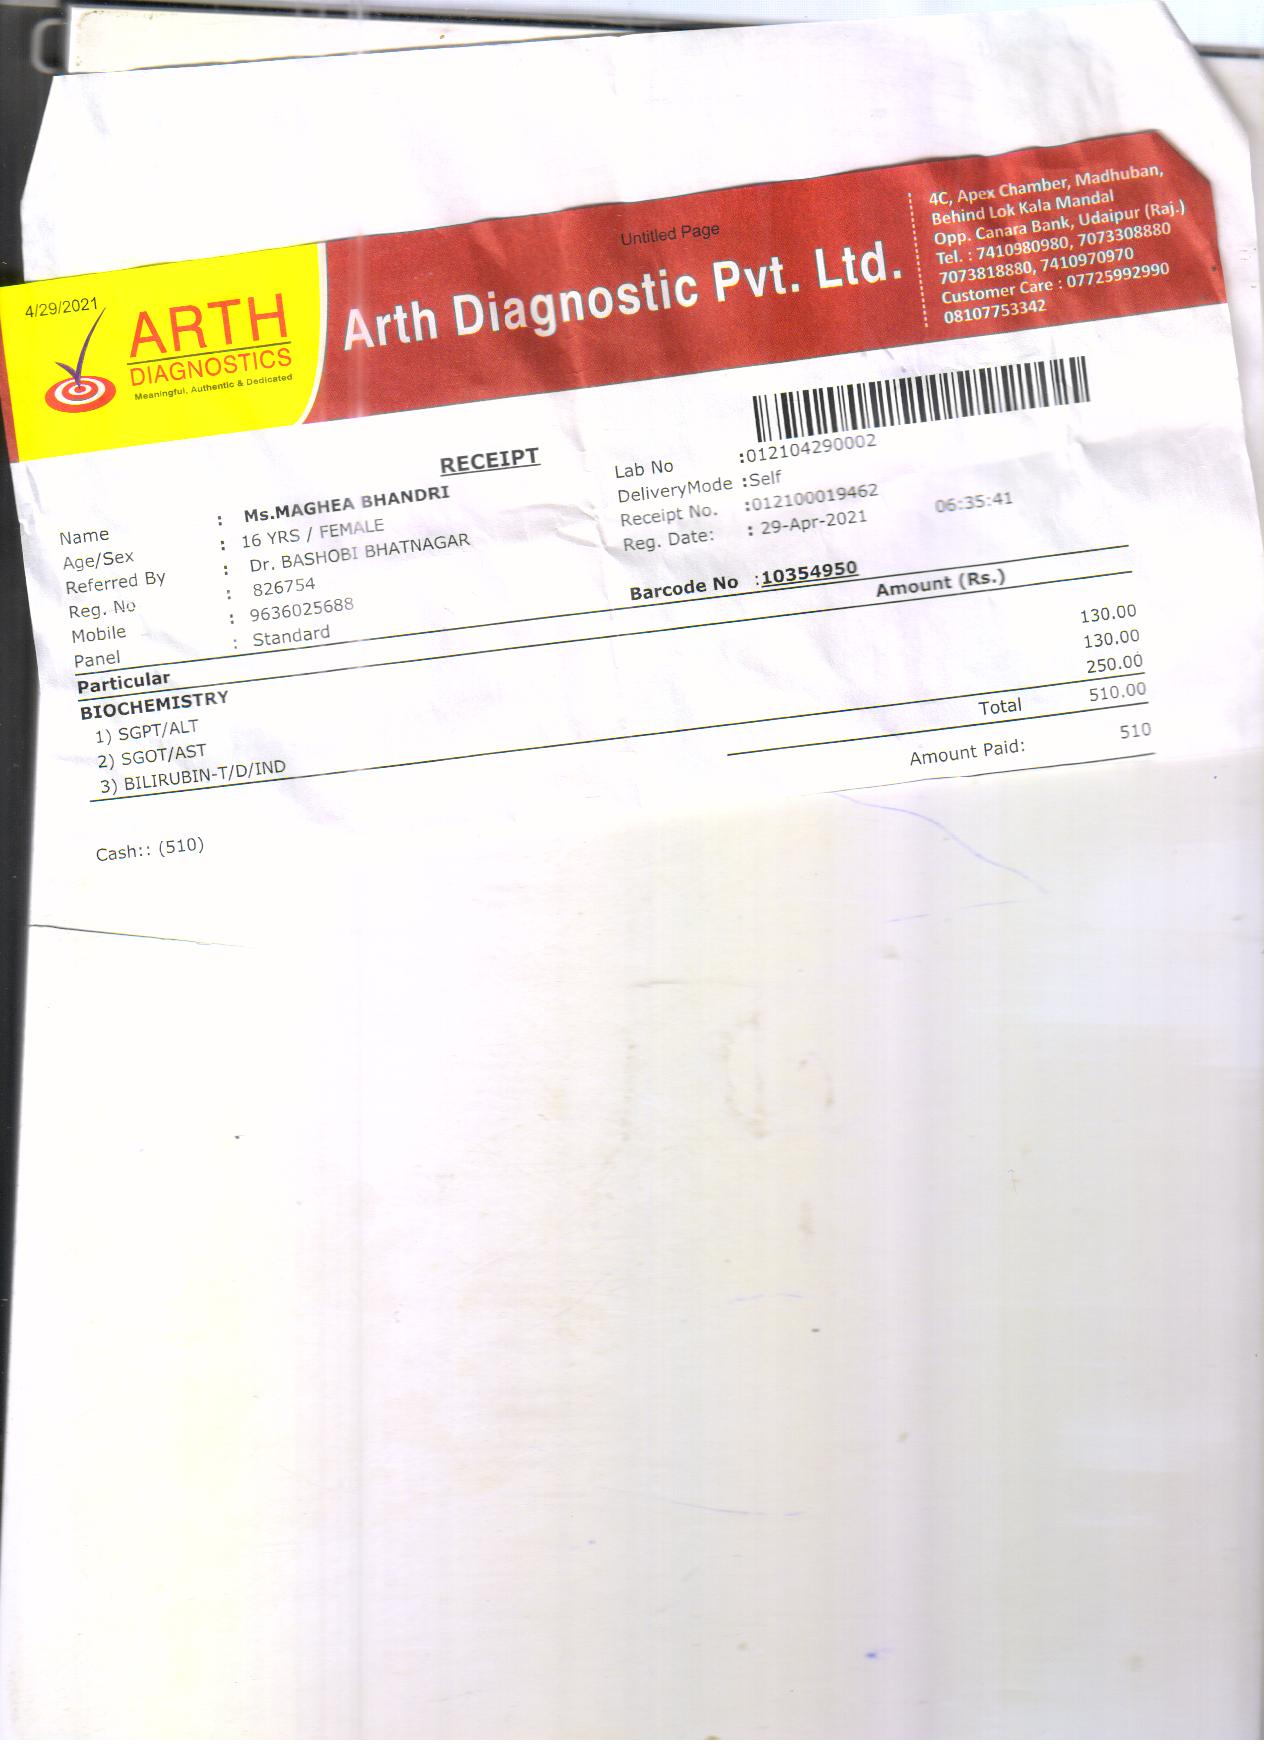 Untitled Page
4/29/2021
ARTH
DIAGNOSTICS
Meaningful, Authentic & Dedicated
Arth Diagnostic Pvt. Ltd.
4C, Apex Chamber, Madhuban,
Behind Lok Kala Mandal
Opp. Canara Bank, Udaipur (Raj.)
Tel. : 7410980980, 7073308880
7073818880, 7410970970
Customer Care : 07725992990
08107753342
RECEIPT
Name : Ms.MAGHEA BHANDRI
Age/Sex : 16 YRS / FEMALE
Referred By : Dr. BASHOBI BHATNAGAR
Reg. No : 826754
Mobile : 9636025688
Panel : Standard
Lab No :012104290002
DeliveryMode :Self
Receipt No. :012100019462
Reg. Date: : 29-Apr-2021 06:35:41
Barcode No :10354950
Particular Amount (Rs.)
BIOCHEMISTRY
1) SGPT/ALT 130.00
2) SGOT/AST 130.00
3) BILIRUBIN-T/D/IND 250.00
Total 510.00
Amount Paid: 510
Cash:: (510)